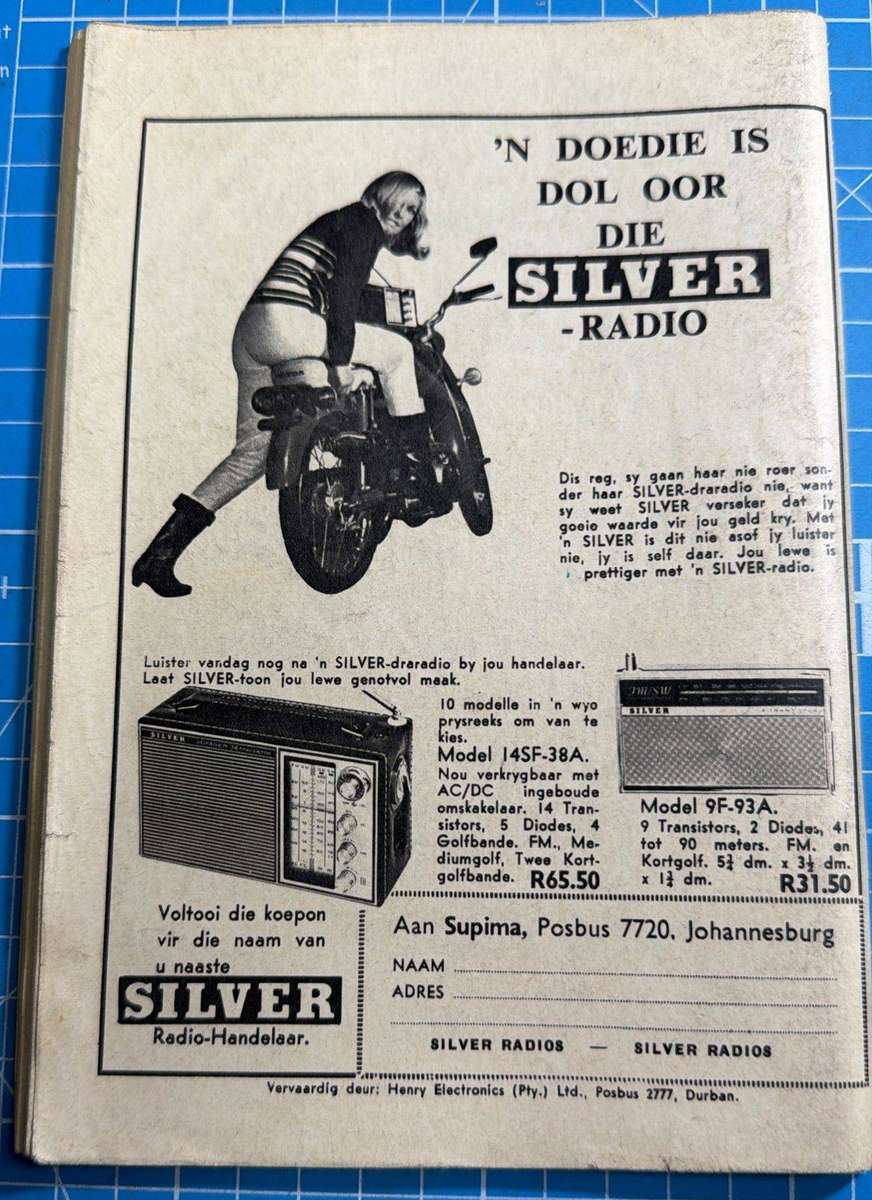 'N DOEDIE IS
DOL OOR
DIE
SILVER
-RADIO
HONDA
Dis reg, sy gaan haar nie roer son-
der haar SILVER-draradio nie, want
sy weet SILVER verseker dat jy
goeie waarde vir jou geld kry. Met
'n SILVER is dit nie asof jy luister
nie, jy is self daar. Jou lewe is
prettiger met 'n SILVER-radio.
Luister vandag nog na 'n SILVER-draradio by jou handelaar.
Laat SILVER-toon jou lewe genotvol maak.
SILVER
10 modelle in 'n wye
prysreeks om van te
kies.
Model 14SF-38A.
Nou verkrygbaar met
AC/DC ingeboude
omskakelaar. 14 Tran-
sistors, 5 Diodes, 4
Golfbande. FM., Me-
diumgolf, Twee Kort-
golfbande. R65.50
FM/SW
SILVER
Model 9F-93A.
9 Transistors, 2 Diodes, 41
tot 90 meters. FM. en
Kortgolf. 5¾ dm. x 3½ dm.
x 1¾ dm. R31.50
Voltooi die koepon
vir die naam van
u naaste
SILVER
Radio-Handelaar.
Aan Supima, Posbus 7720, Johannesburg
NAAM
ADRES
SILVER RADIOS — SILVER RADIOS
Vervaardig deur: Henry Electronics (Pty.) Ltd., Posbus 2777, Durban.